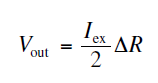 V_out = I_ex/2 ΔR